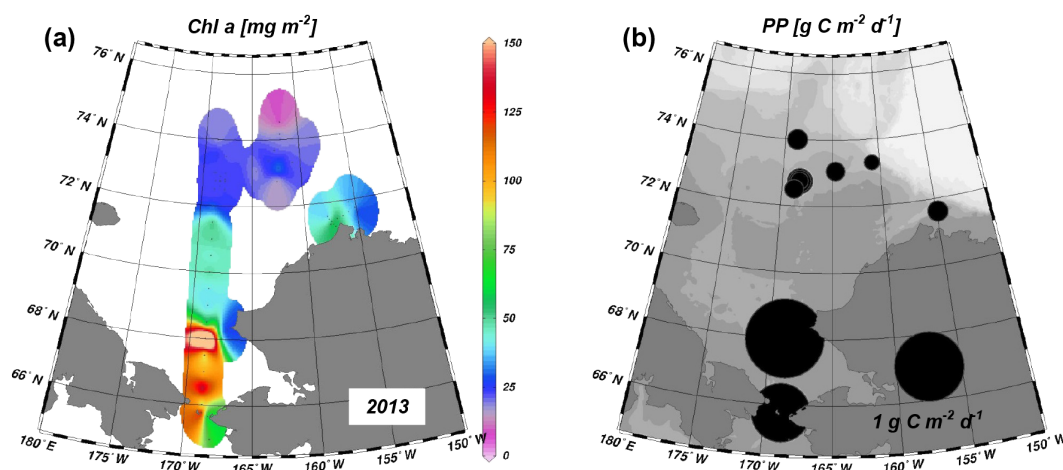 (a)
Chl a [mg m⁻²]
76° N
74° N
72° N
70° N
68° N
66° N
180° E
175° W
170° W
165° W
160° W
155° W
150° W
2013
150
125
100
75
50
25
0
(b)
PP [g C m⁻² d⁻¹]
76° N
74° N
72° N
70° N
68° N
66° N
180° E
175° W
170° W
165° W
160° W
155° W
150° W
1 g C m⁻² d⁻¹